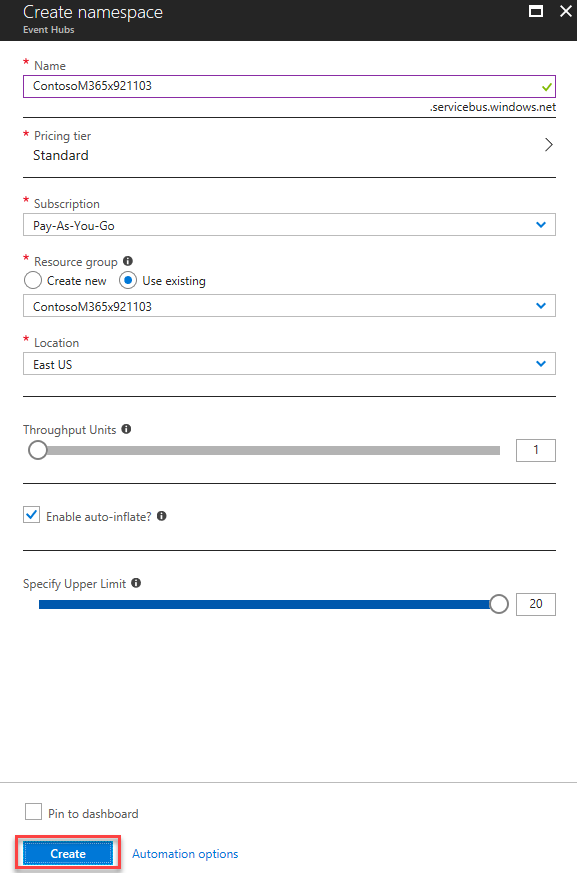 Create namespace
Event Hubs
* Name
ContosoM365x921103
.servicebus.windows.net
* Pricing tier
Standard
* Subscription
Pay-As-You-Go
* Resource group
Create new Use existing
ContosoM365x921103
* Location
East US
Throughput Units
1
Enable auto-inflate?
Specify Upper Limit
20
Pin to dashboard
Create Automation options